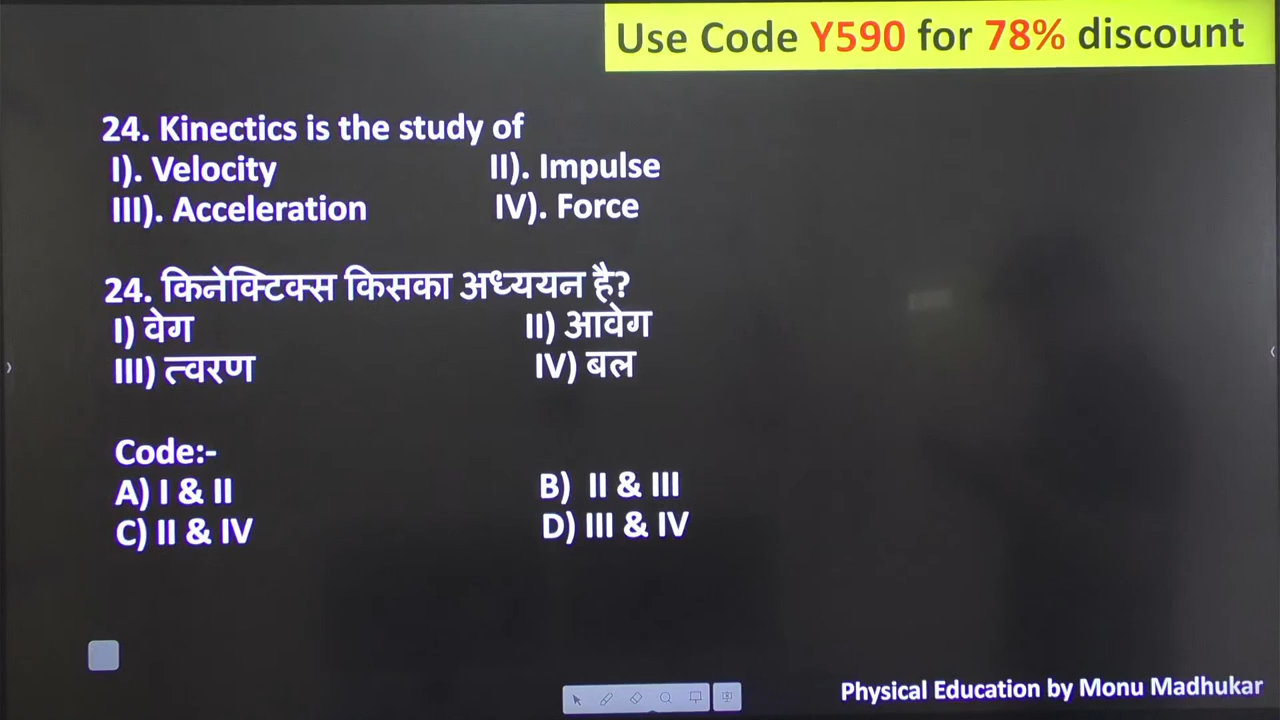 Use Code Y590 for 78% discount
24. Kinectics is the study of
I). Velocity II). Impulse
III). Acceleration IV). Force
24. किनेक्टिक्स किसका अध्ययन है?
I) वेग II) आवेग
III) त्वरण IV) बल
Code:-
A) I & II B) II & III
C) II & IV D) III & IV
Physical Education by Monu Madhukar